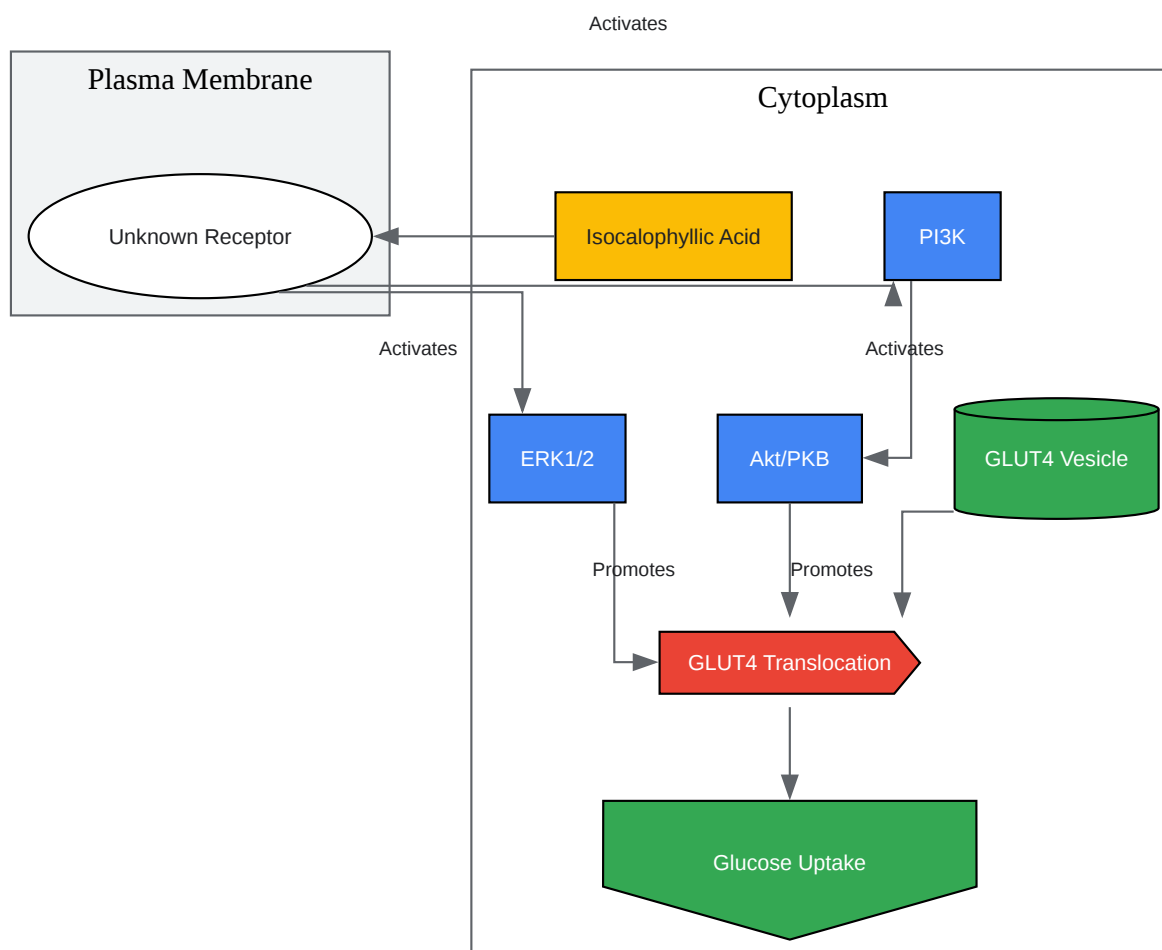 Activates
Plasma Membrane
Cytoplasm
Unknown Receptor
Isocalophyllic Acid
PI3K
Activates
Activates
ERK1/2
Akt/PKB
GLUT4 Vesicle
Promotes
Promotes
GLUT4 Translocation
Glucose Uptake